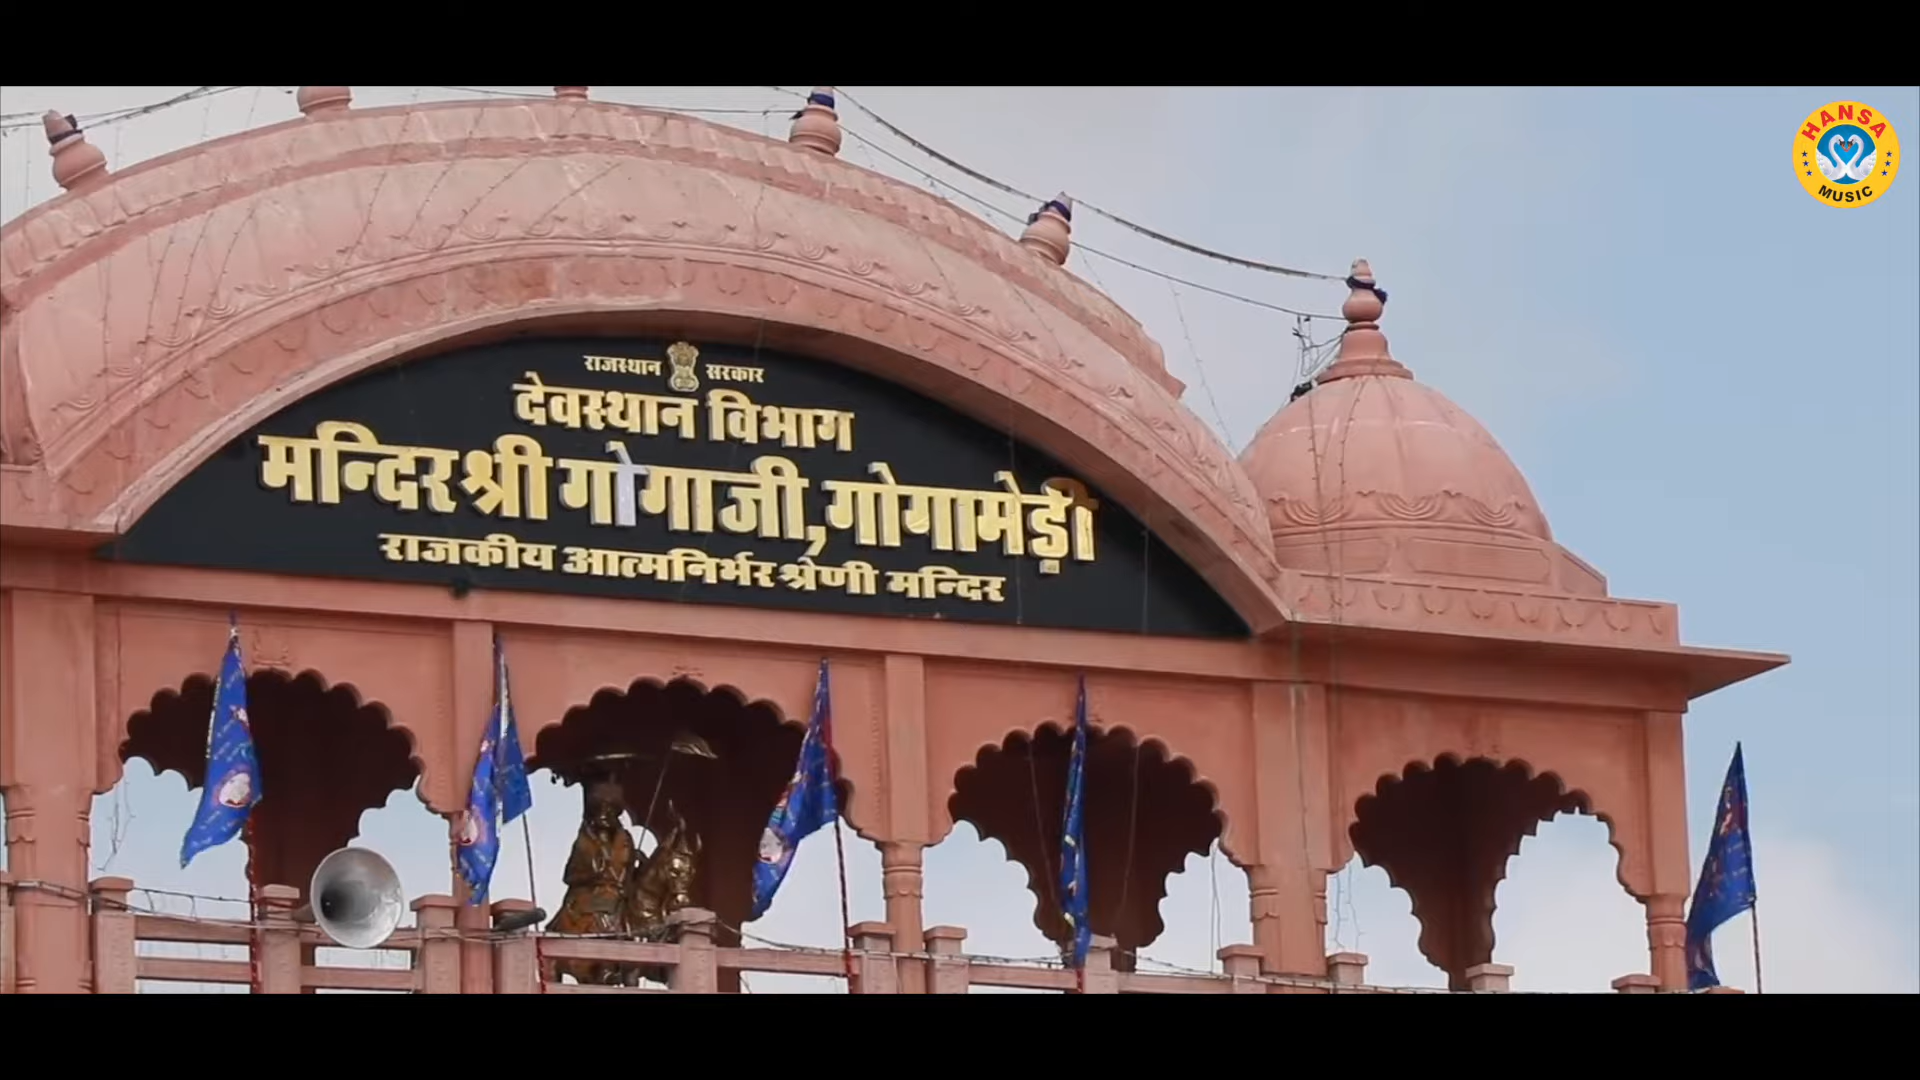 HANSA
MUSIC
राजस्थान सरकार
देवस्थान विभाग
मन्दिर श्री गोगाजी, गोगामेड़ी
राजकीय आत्मनिर्भर श्रेणी मन्दिर